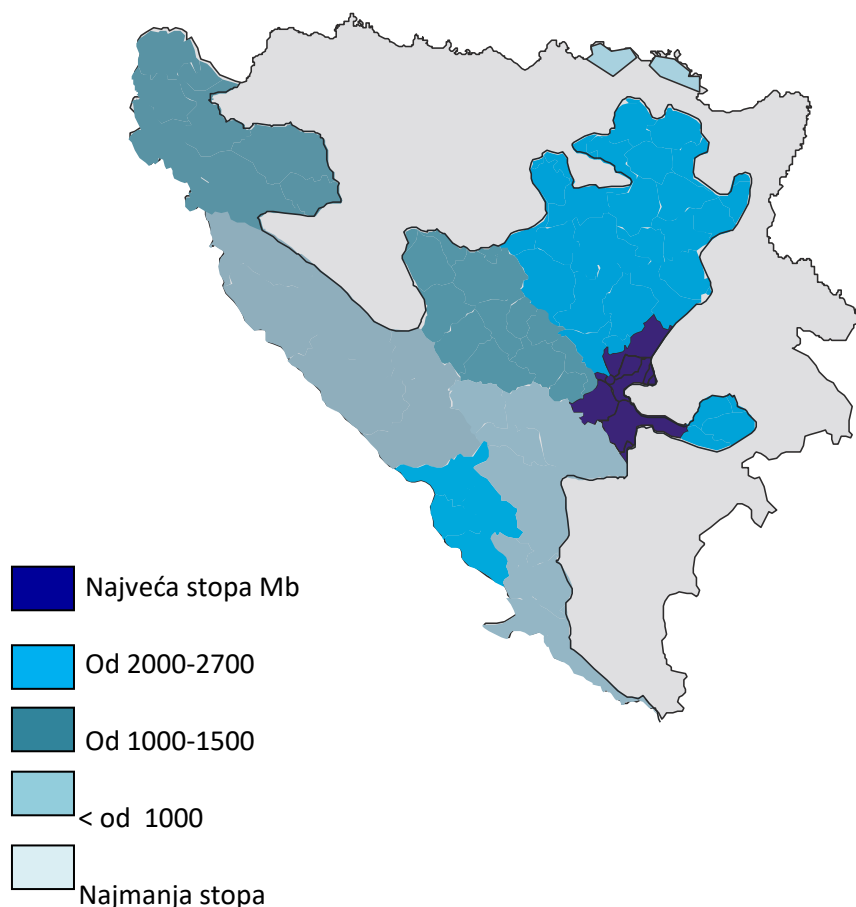 Najveća stopa Mb
Od 2000-2700
Od 1000-1500
< od 1000
Najmanja stopa